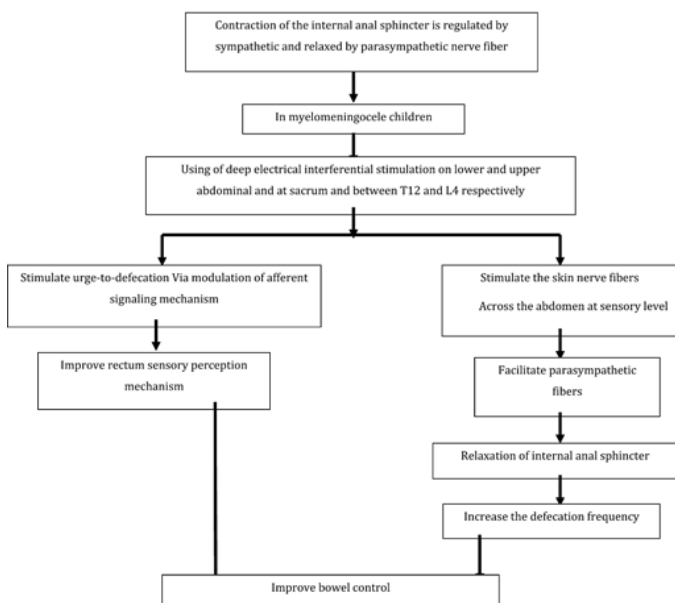 Contraction of the internal anal sphincter is regulated by
sympathetic and relaxed by parasympathetic nerve fiber
In myelomeningocele children
Using of deep electrical interferential stimulation on lower and upper
abdominal and at sacrum and between T12 and L4 respectively
Stimulate urge-to-defecation Via modulation of afferent
signaling mechanism
Improve rectum sensory perception
mechanism
Stimulate the skin nerve fibers
Across the abdomen at sensory level
Facilitate parasympathetic
fibers
Relaxation of internal anal sphincter
Increase the defecation frequency
Improve bowel control